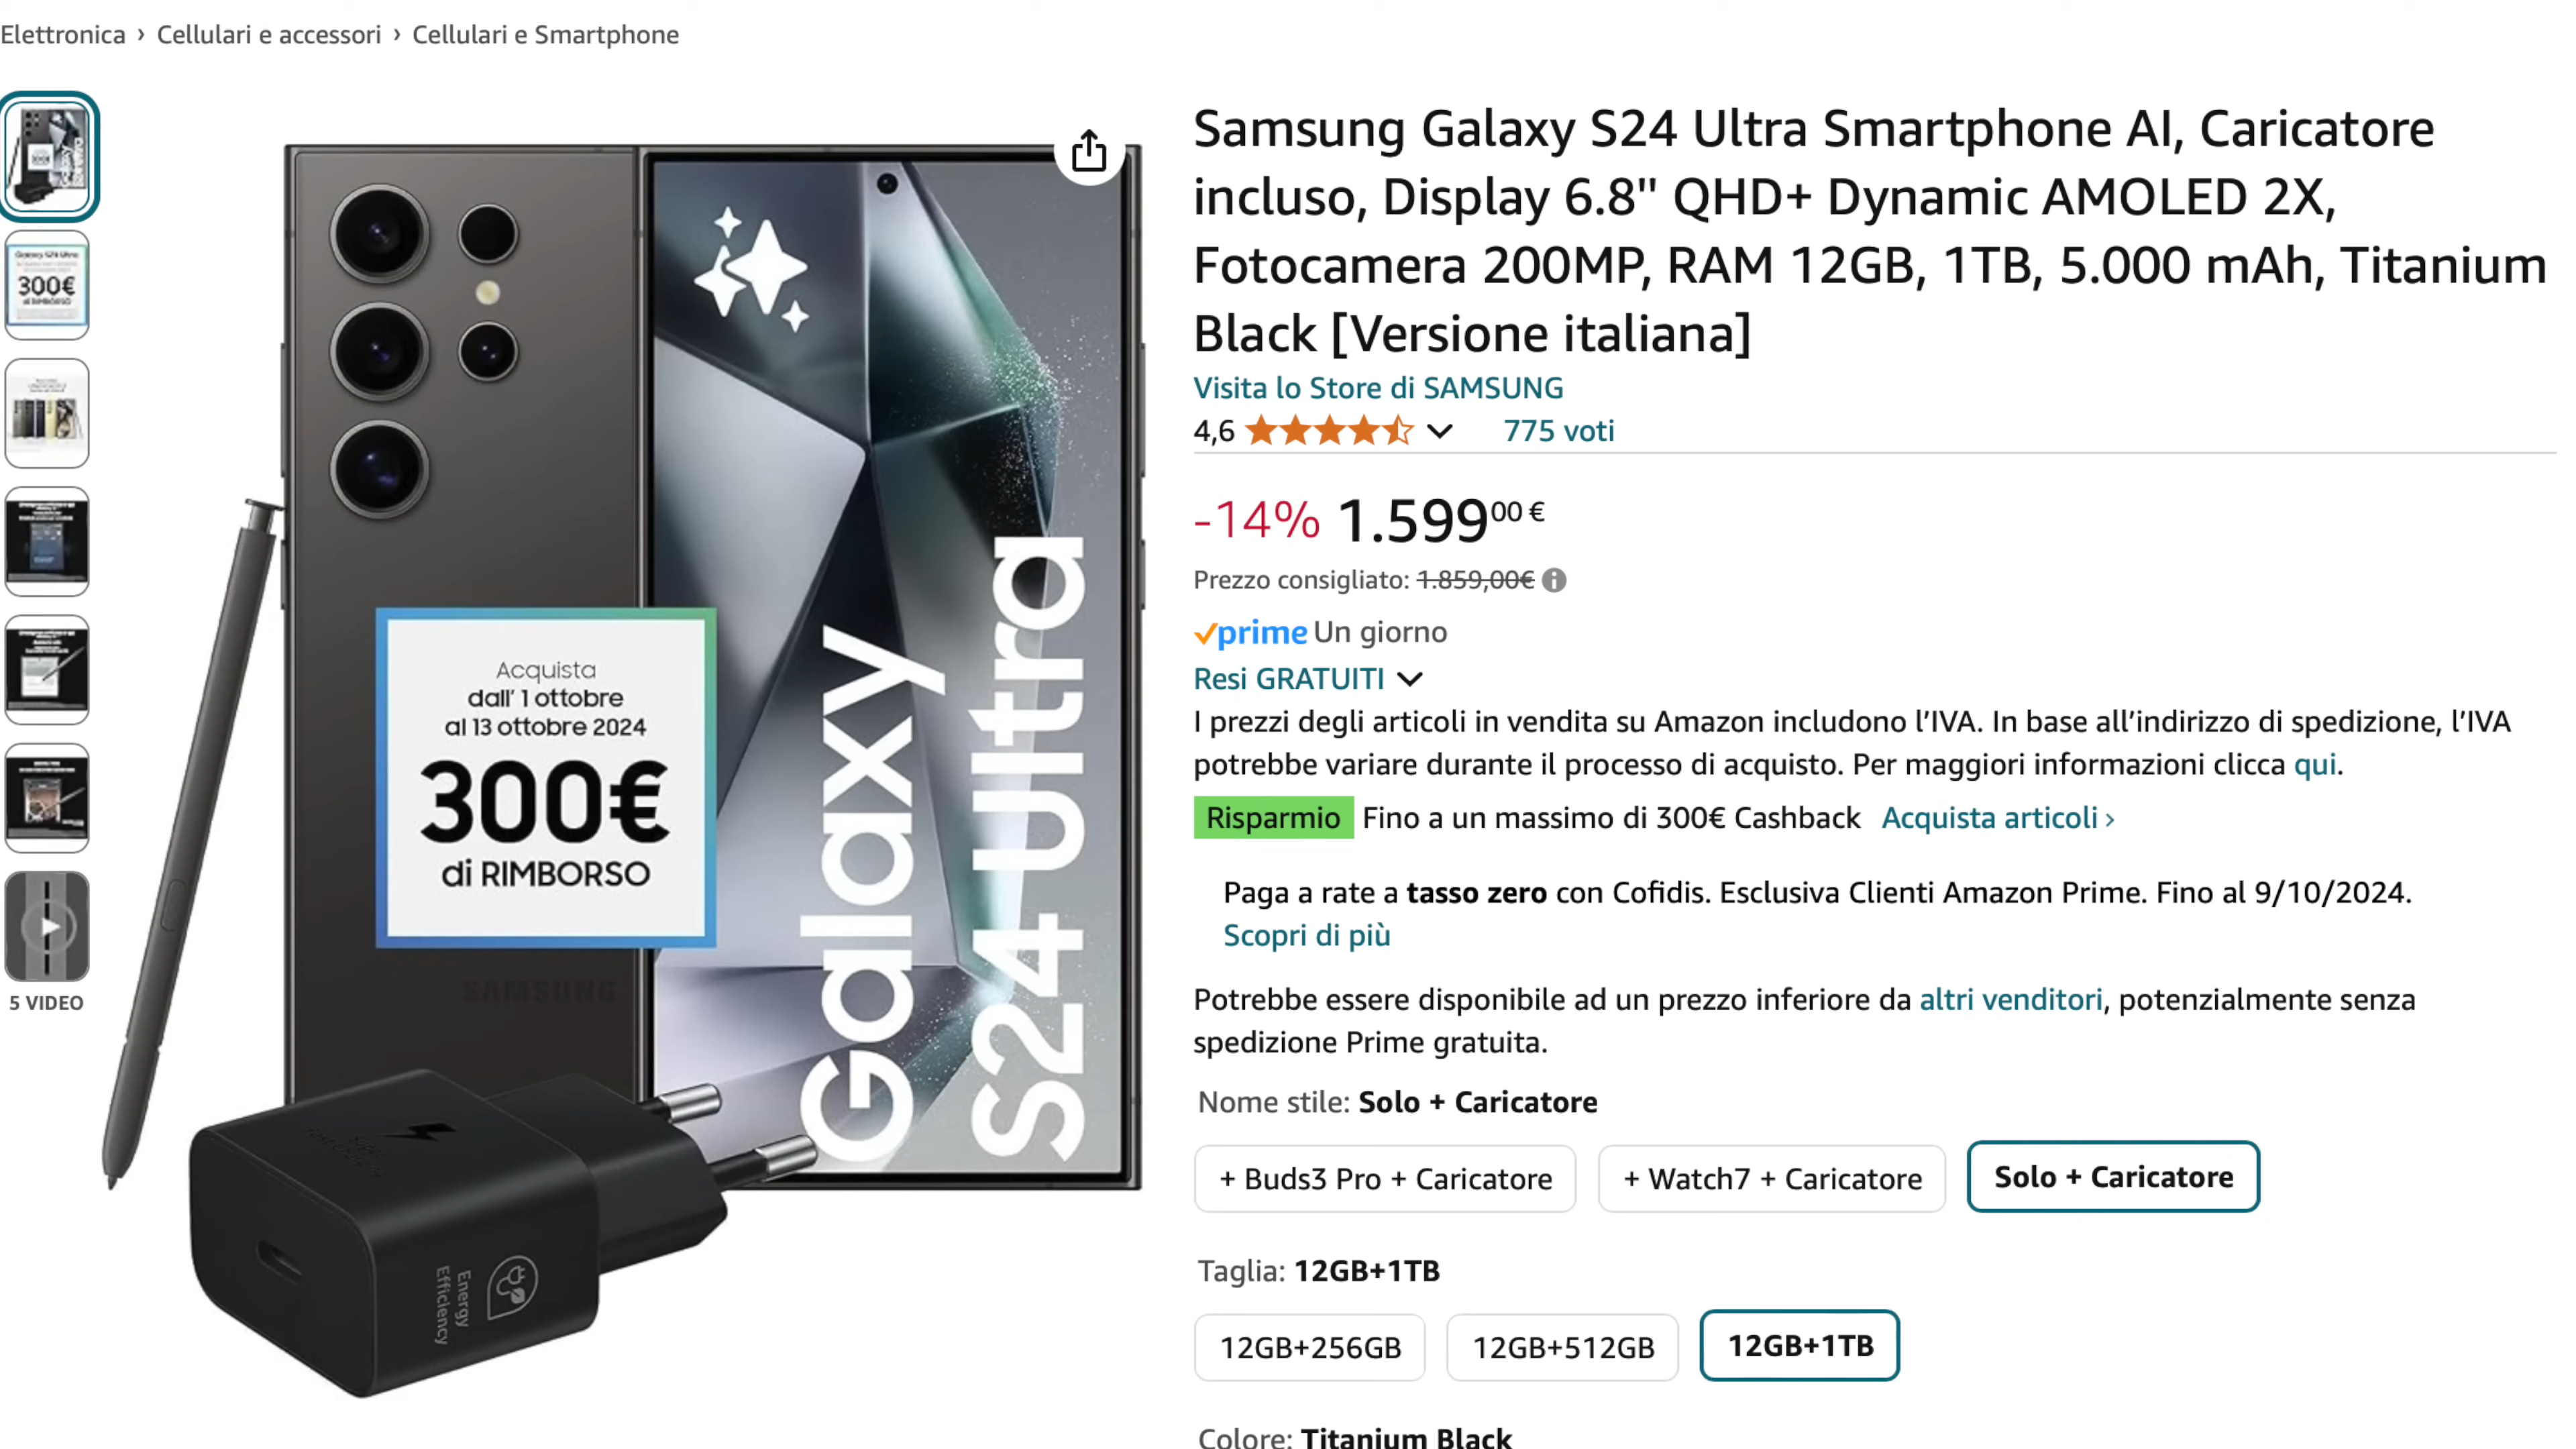 Elettronica › Cellulari e accessori › Cellulari e Smartphone
300€
5 VIDEO
Acquista
dall' 1 ottobre
al 13 ottobre 2024
300€
di RIMBORSO
SAMSUNG
Galaxy
S24 Ultra
Energy
Efficiency
Samsung Galaxy S24 Ultra Smartphone AI, Caricatore
incluso, Display 6.8" QHD+ Dynamic AMOLED 2X,
Fotocamera 200MP, RAM 12GB, 1TB, 5.000 mAh, Titanium
Black [Versione italiana]
Visita lo Store di SAMSUNG
4,6 775 voti
-14% 1.599⁰⁰ €
Prezzo consigliato: 1.859,00€
prime Un giorno
Resi GRATUITI
I prezzi degli articoli in vendita su Amazon includono l’IVA. In base all’indirizzo di spedizione, l’IVA
potrebbe variare durante il processo di acquisto. Per maggiori informazioni clicca qui.
Risparmio Fino a un massimo di 300€ Cashback Acquista articoli ›
Paga a rate a tasso zero con Cofidis. Esclusiva Clienti Amazon Prime. Fino al 9/10/2024.
Scopri di più
Potrebbe essere disponibile ad un prezzo inferiore da altri venditori, potenzialmente senza
spedizione Prime gratuita.
Nome stile: Solo + Caricatore
+ Buds3 Pro + Caricatore + Watch7 + Caricatore Solo + Caricatore
Taglia: 12GB+1TB
12GB+256GB 12GB+512GB 12GB+1TB
Colore: Titanium Black